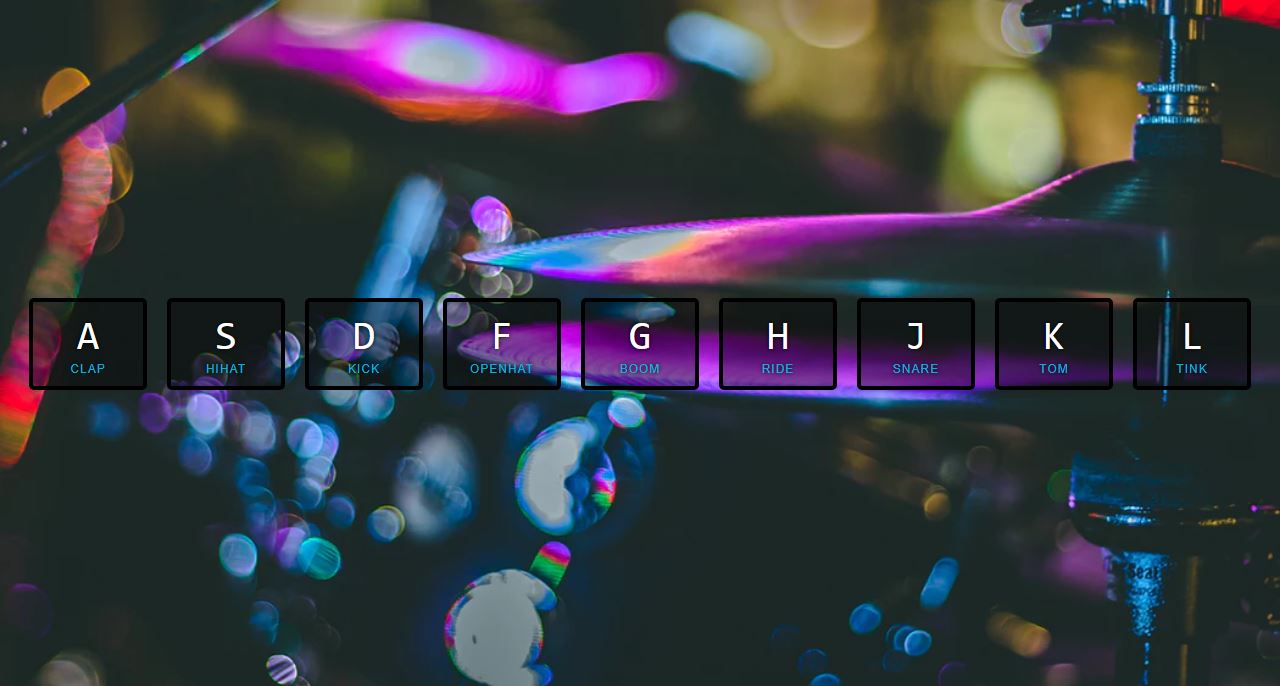 A S D F G H J K L
CLAP HIHAT KICK OPENHAT BOOM RIDE SNARE TOM TINK